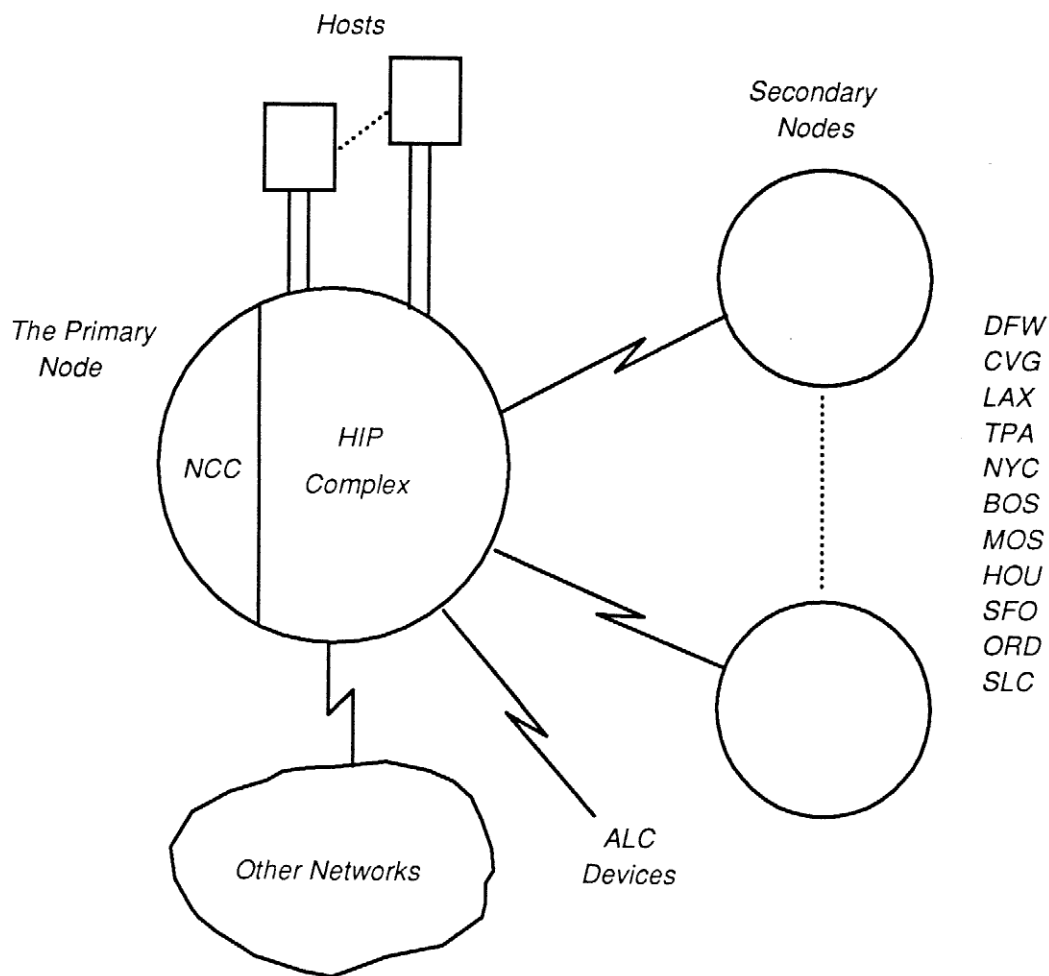 Hosts
Secondary
Nodes
The Primary
Node
NCC
HIP
Complex
DFW
CVG
LAX
TPA
NYC
BOS
MOS
HOU
SFO
ORD
SLC
Other Networks
ALC
Devices